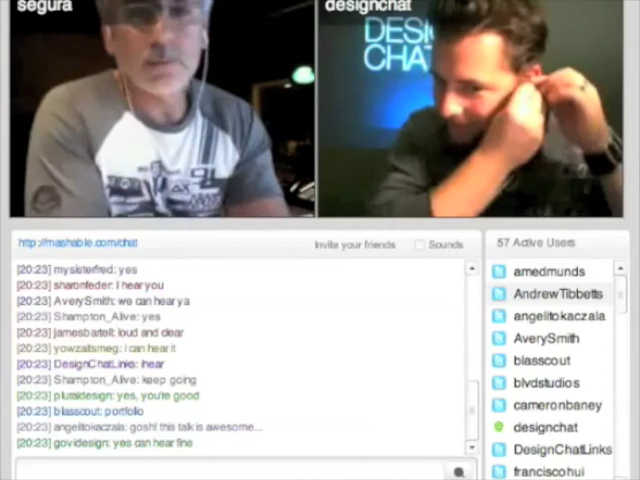 segura
designchat
DESIGN
CHAT
http://mashable.com/chat
Invite your friends
Sounds
57 Active Users
[20:23] mysisterfred: yes
[20:23] sharonfeder: I hear you
[20:23] AverySmith: we can hear ya
[20:23] Shampton_Alive: yes
[20:23] jamesbartell: loud and clear
[20:23] yowzaitsmeg: i can hear it
[20:23] DesignChatLinks: ihear
[20:23] Shampton_Alive: keep going
[20:23] pluraldesign: yes, you're good
[20:23] blasscout: portfolio
[20:23] angelitokaczala: gosh! this talk is awesome...
[20:23] govidesign: yes can hear fine
amedmunds
AndrewTibbetts
angelitokaczala
AverySmith
blasscout
blvdstudios
cameronbaney
designchat
DesignChatLinks
franciscohui